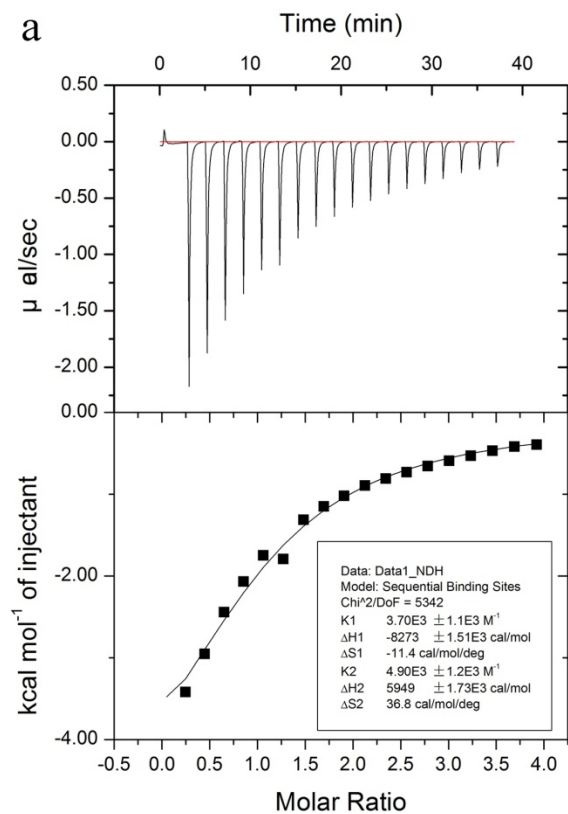 a
Time (min)
0 10 20 30 40
0.50
0.00
-0.50
-1.00
-1.50
-2.00
µ al/sec
0.00
-2.00
-4.00
kcal mol⁻¹ of injectant
Data: Data1_NDH
Model: Sequential Binding Sites
Chi^2/DoF = 5342
K1 3.70E3 ±1.1E3 M⁻¹
ΔH1 -8273 ±1.51E3 cal/mol
ΔS1 -11.4 cal/mol/deg
K2 4.90E3 ±1.2E3 M⁻¹
ΔH2 5949 ±1.73E3 cal/mol
ΔS2 36.8 cal/mol/deg
-0.5 0.0 0.5 1.0 1.5 2.0 2.5 3.0 3.5 4.0
Molar Ratio